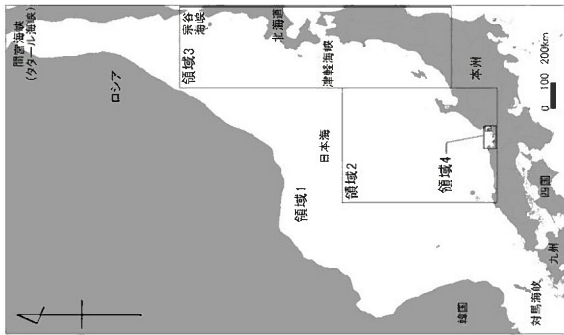 間宮海峡
(タタール海峡)
ロシア
宗谷
海峡
領域3
北海道
津軽海峡
日本海
領域1
領域2
領域4
本州
0 100 200km
韓国
対馬海峡
九州
四国